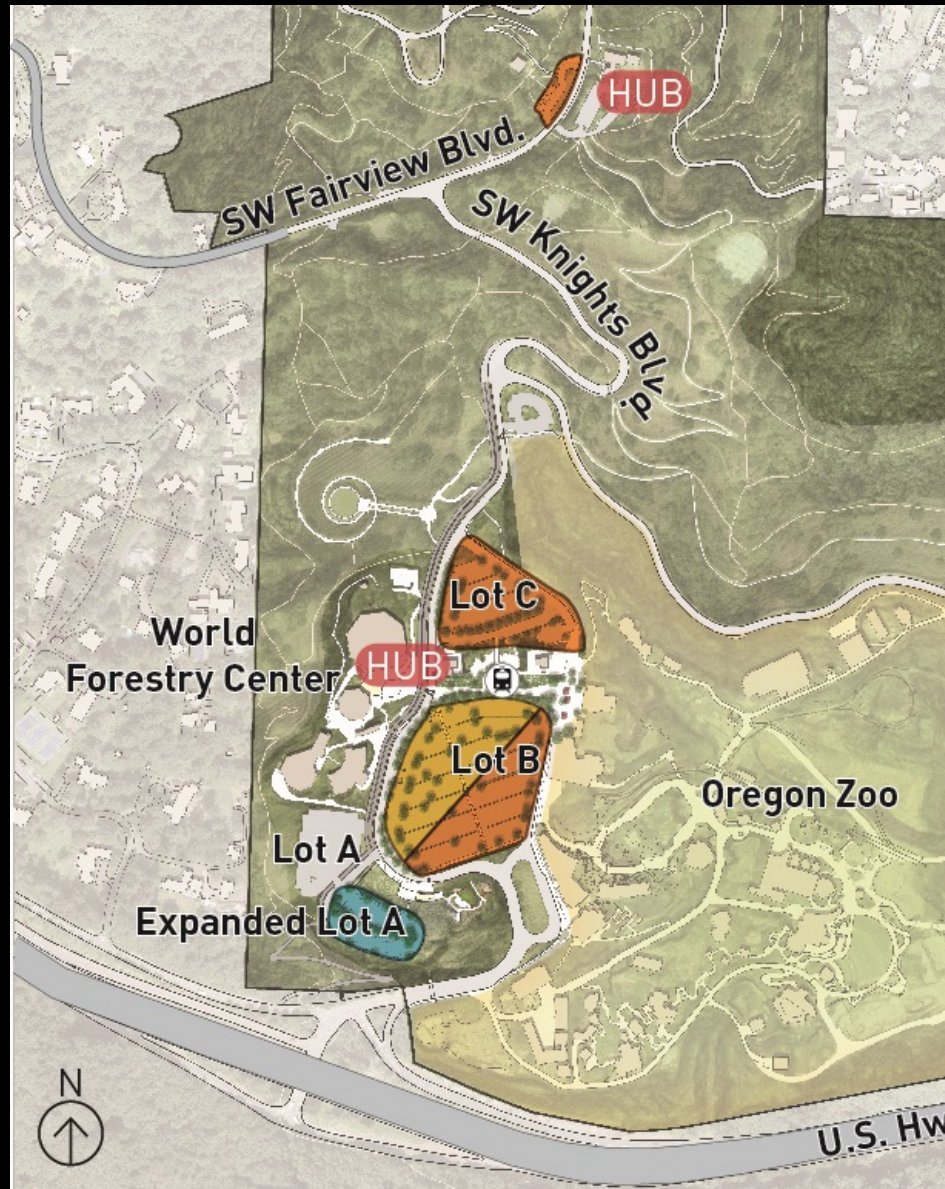 HUB
SW Fairview Blvd.
SW Knights Blvd.
Lot C
World
Forestry Center
HUB
Lot B
Oregon Zoo
Lot A
Expanded Lot A
N
U.S. Hw